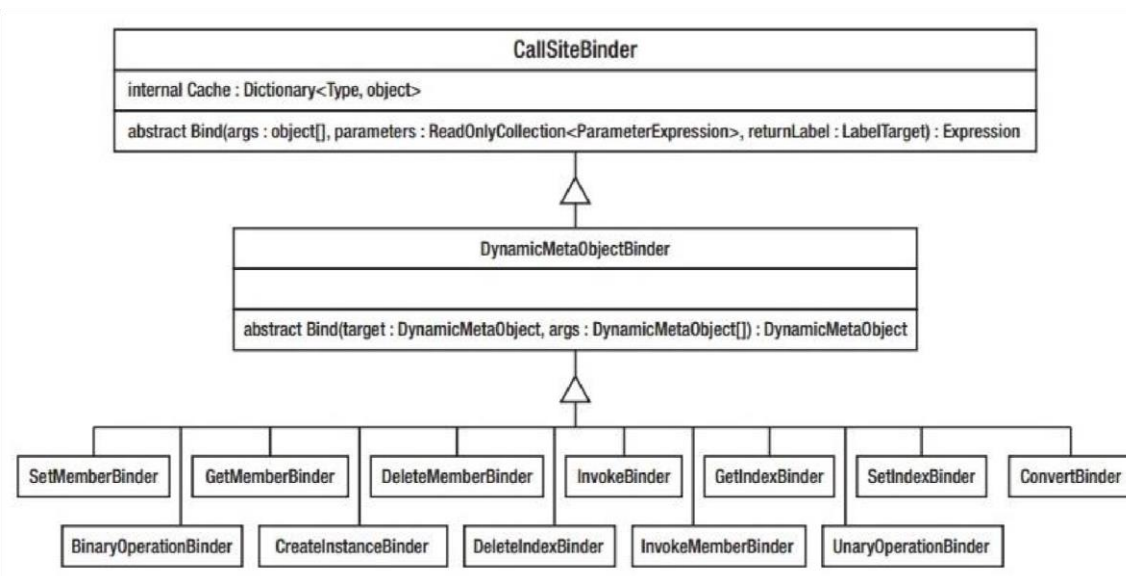 CallSiteBinder
internal Cache : Dictionary<Type, object>
abstract Bind(args : object[], parameters : ReadOnlyCollection<ParameterExpression>, returnLabel : LabelTarget) : Expression
DynamicMetaObjectBinder
abstract Bind(target : DynamicMetaObject, args : DynamicMetaObject[]) : DynamicMetaObject
SetMemberBinder GetMemberBinder DeleteMemberBinder InvokeBinder GetIndexBinder SetIndexBinder ConvertBinder
BinaryOperationBinder CreateInstanceBinder DeleteIndexBinder InvokeMemberBinder UnaryOperationBinder